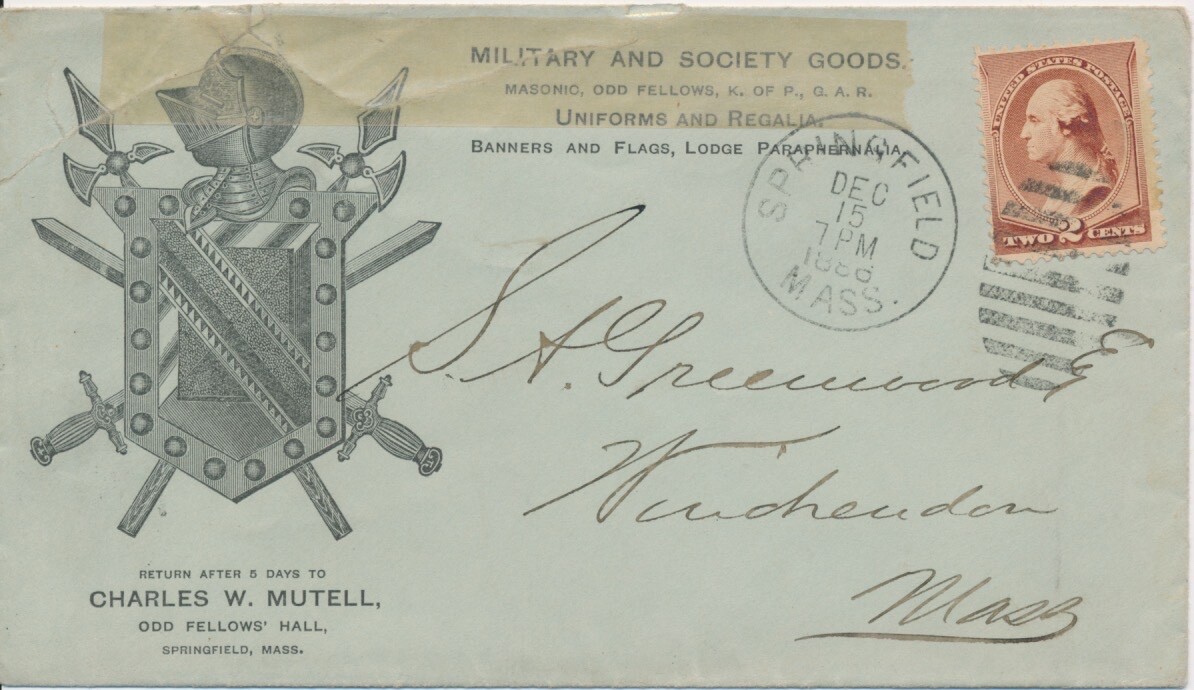 MILITARY AND SOCIETY GOODS.
MASONIC, ODD FELLOWS, K. OF P., G. A. R.
UNIFORMS AND REGALIA.
BANNERS AND FLAGS, LODGE PARAPHERNALIA.
UNITED STATES POSTAGE
TWO 2 CENTS
SPRINGFIELD
DEC
15
7 PM
MASS.
S. A. Greenwood E
Winchendon
Mass
RETURN AFTER 5 DAYS TO
CHARLES W. MUTELL,
ODD FELLOWS' HALL,
SPRINGFIELD, MASS.